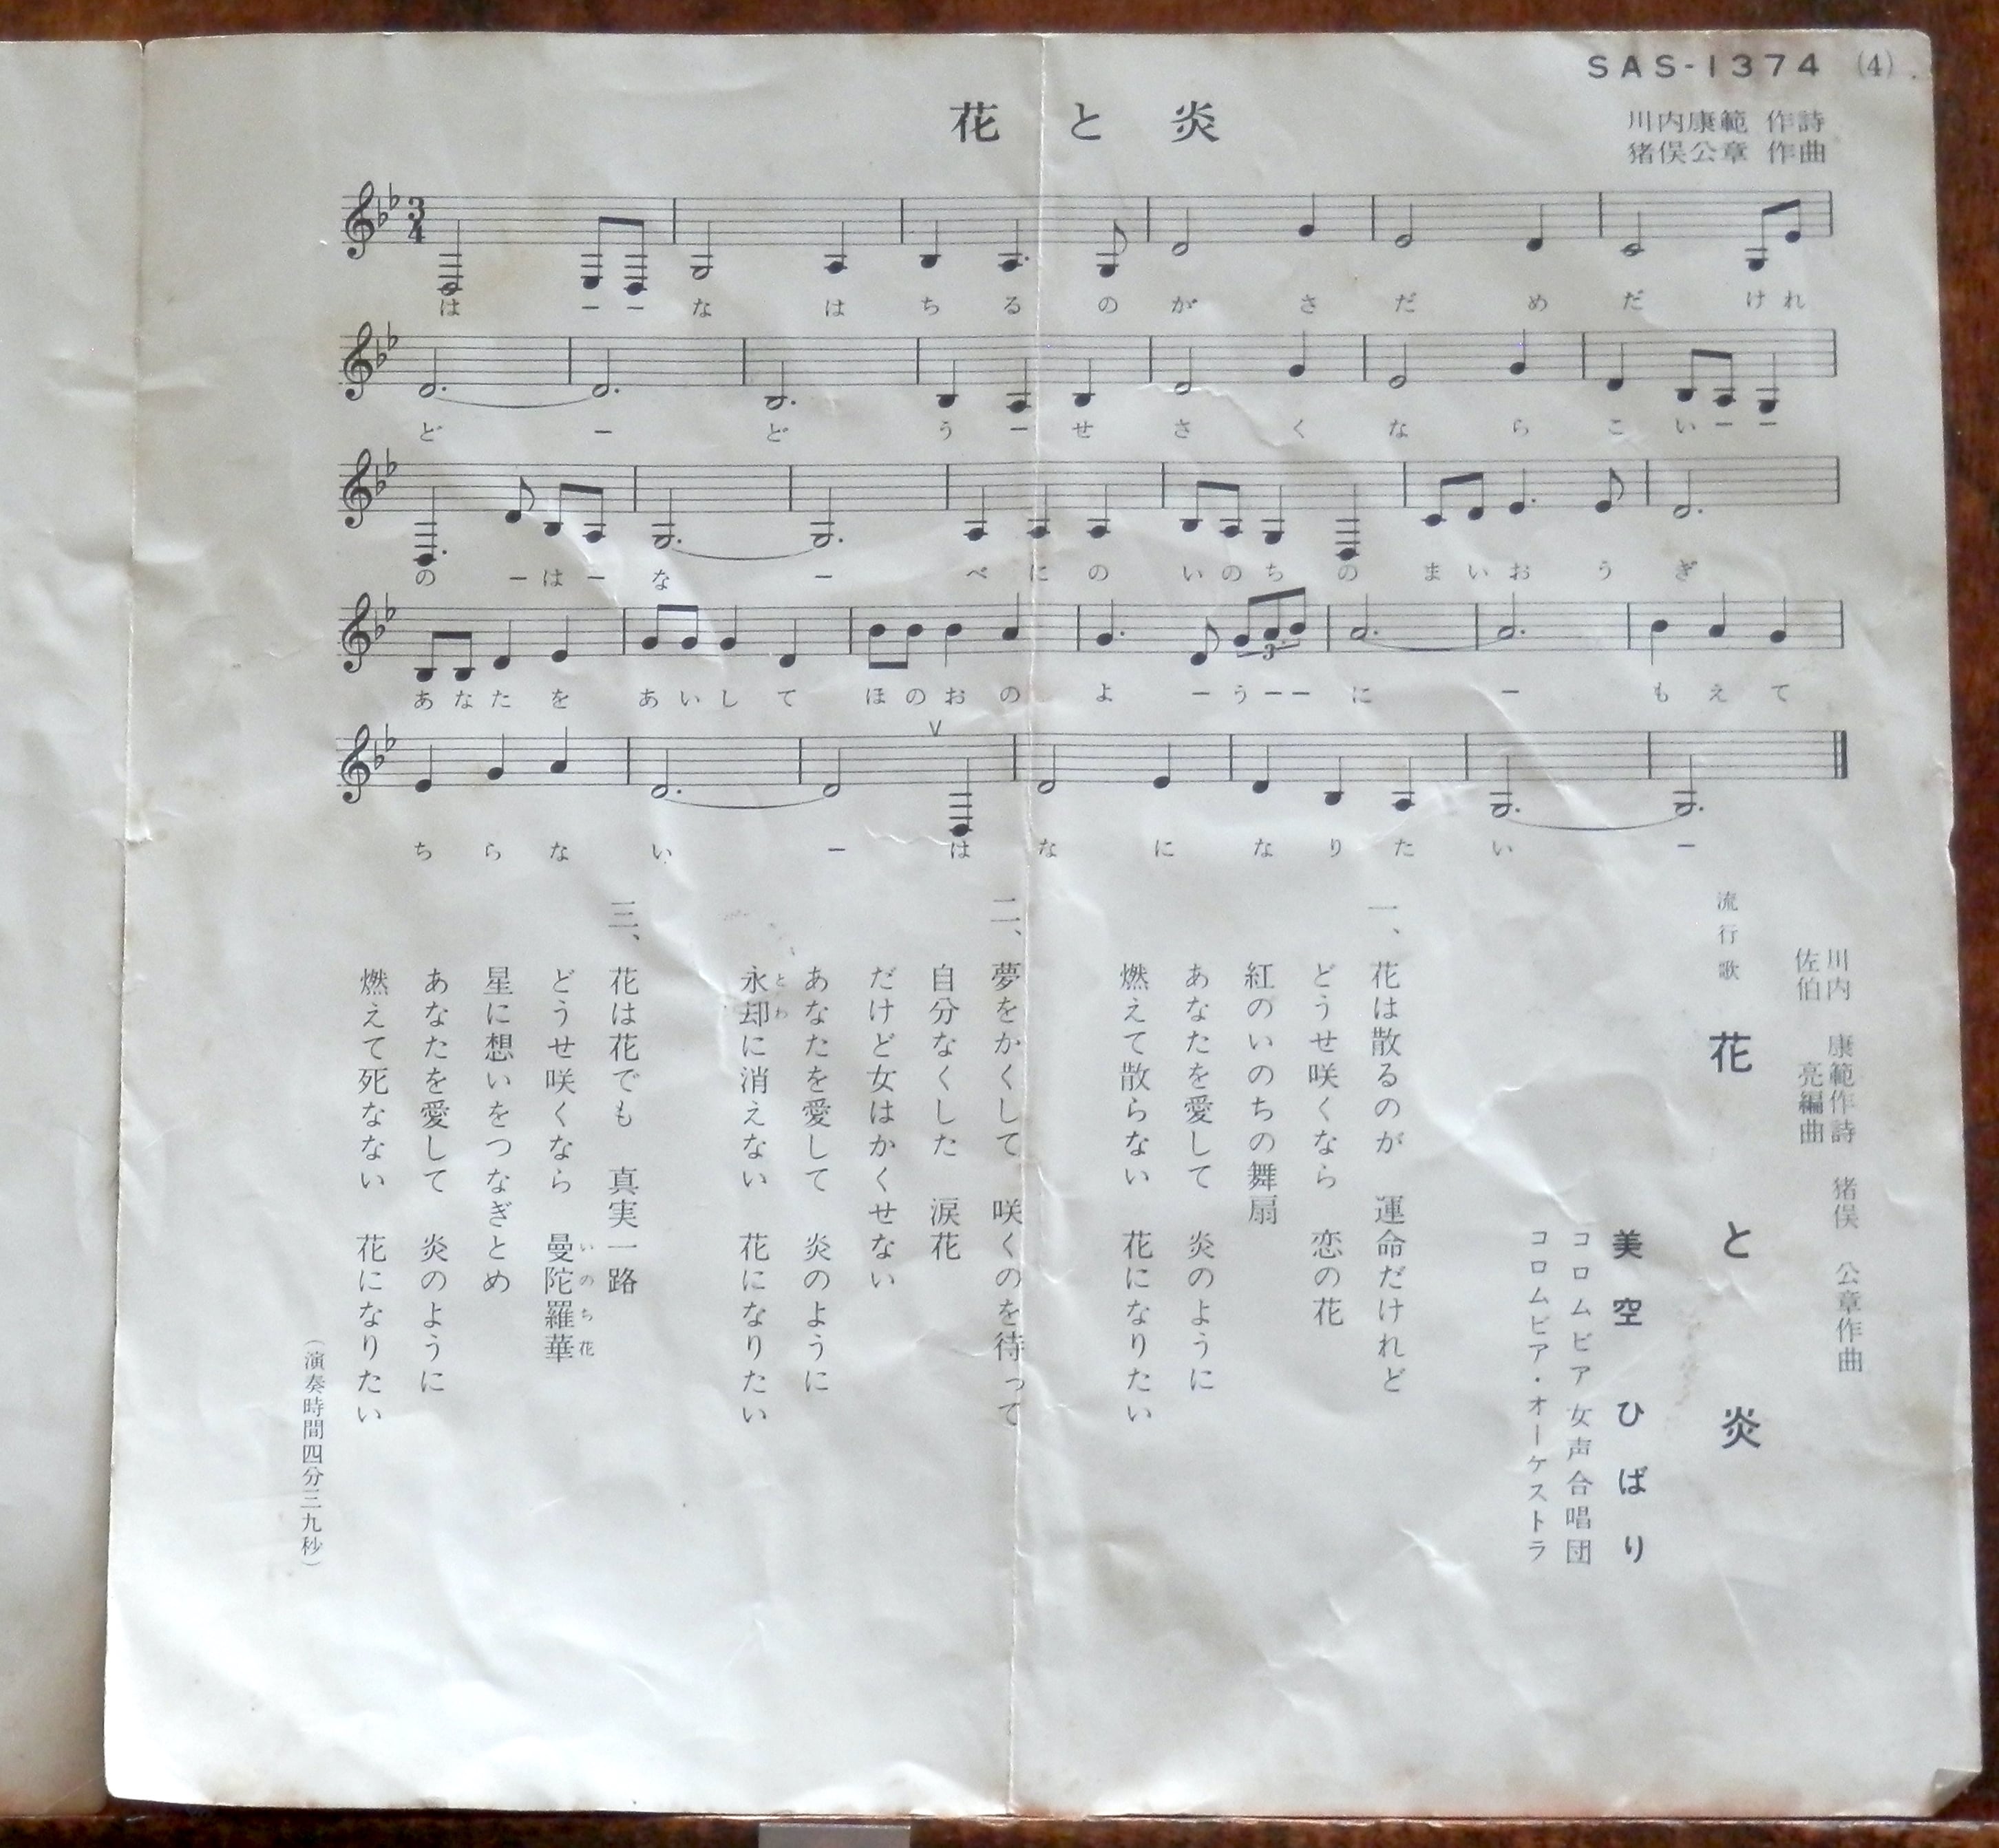 SAS-1374 (4)
花と炎
川内康範 作詩
猪俣公章 作曲
3
4
は ー ー な は ち る の が さ だ め だ け れ
ど ー ど う ー せ さ く な ら こ い ー ー
の ー は ー な ー べ に の い の ち の ま い お う ぎ
3
あ な た を あ い し て ほ の お の よ ー う ー ー に ー も え て
V
ち ら な い ー は な に な り た い ー
川内 康範作詩 猪俣 公章作曲
佐伯 亮編曲
流行歌 花と炎
美空ひばり
コロムビア女声合唱団
コロムビア・オーケストラ
一、花は散るのが 運命だけれど
どうせ咲くなら 恋の花
紅のいのちの舞扇
あなたを愛して 炎のように
燃えて散らない 花になりたい
二、夢をかくして 咲くのを待って
自分なくした 涙花
だけど女はかくせない
あなたを愛して 炎のように
とわ
永却に消えない 花になりたい
三、花は花でも 真実一路
いのち花
どうせ咲くなら 曼陀羅華
星に想いをつなぎとめ
あなたを愛して 炎のように
燃えて死なない 花になりたい
(演奏時間四分三九秒)